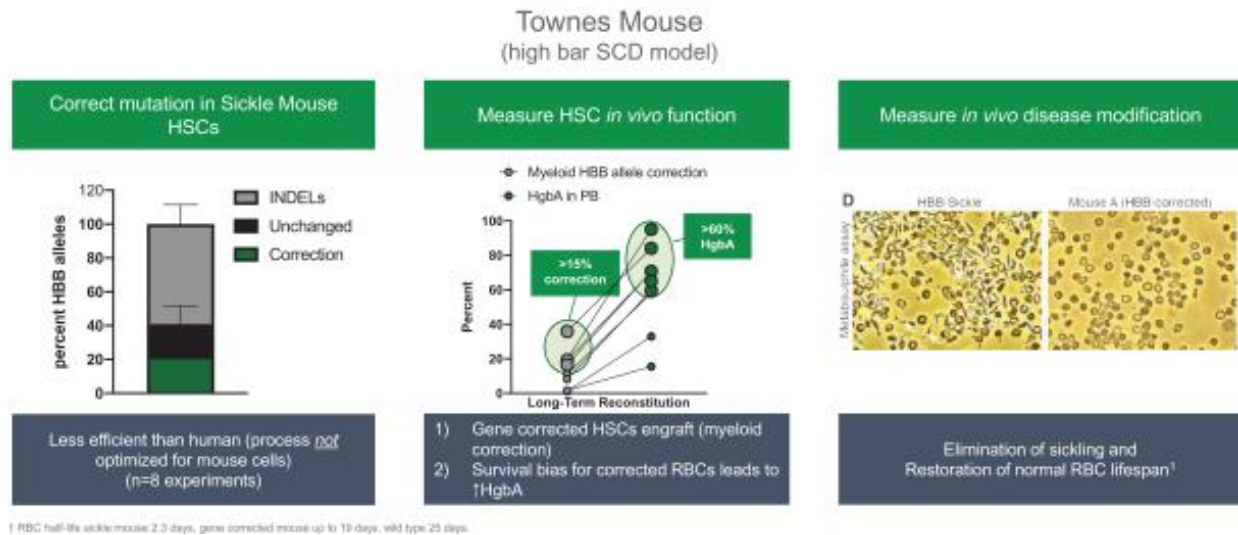 Townes Mouse
(high bar SCD model)
Correct mutation in Sickle Mouse
HSCs
120
100
80
60
40
20
0
percent HBB alleles
INDELs
Unchanged
Correction
Less efficient than human (process not
optimized for mouse cells)
(n=8 experiments)
Measure HSC in vivo function
Myeloid HBB allele correction
HgbA in PB
100
80
60
40
20
0
Percent
>15%
correction
>60%
HgbA
Long-Term Reconstitution
1) Gene corrected HSCs engraft (myeloid
correction)
2) Survival bias for corrected RBCs leads to
↑HgbA
Measure in vivo disease modification
D
HBB-Sickle
Mouse A (HBB-corrected)
Metabisulphite assay
Elimination of sickling and
Restoration of normal RBC lifespan¹
1 RBC half-life sickle mouse 2.3 days, gene corrected mouse up to 19 days, wild type 25 days.